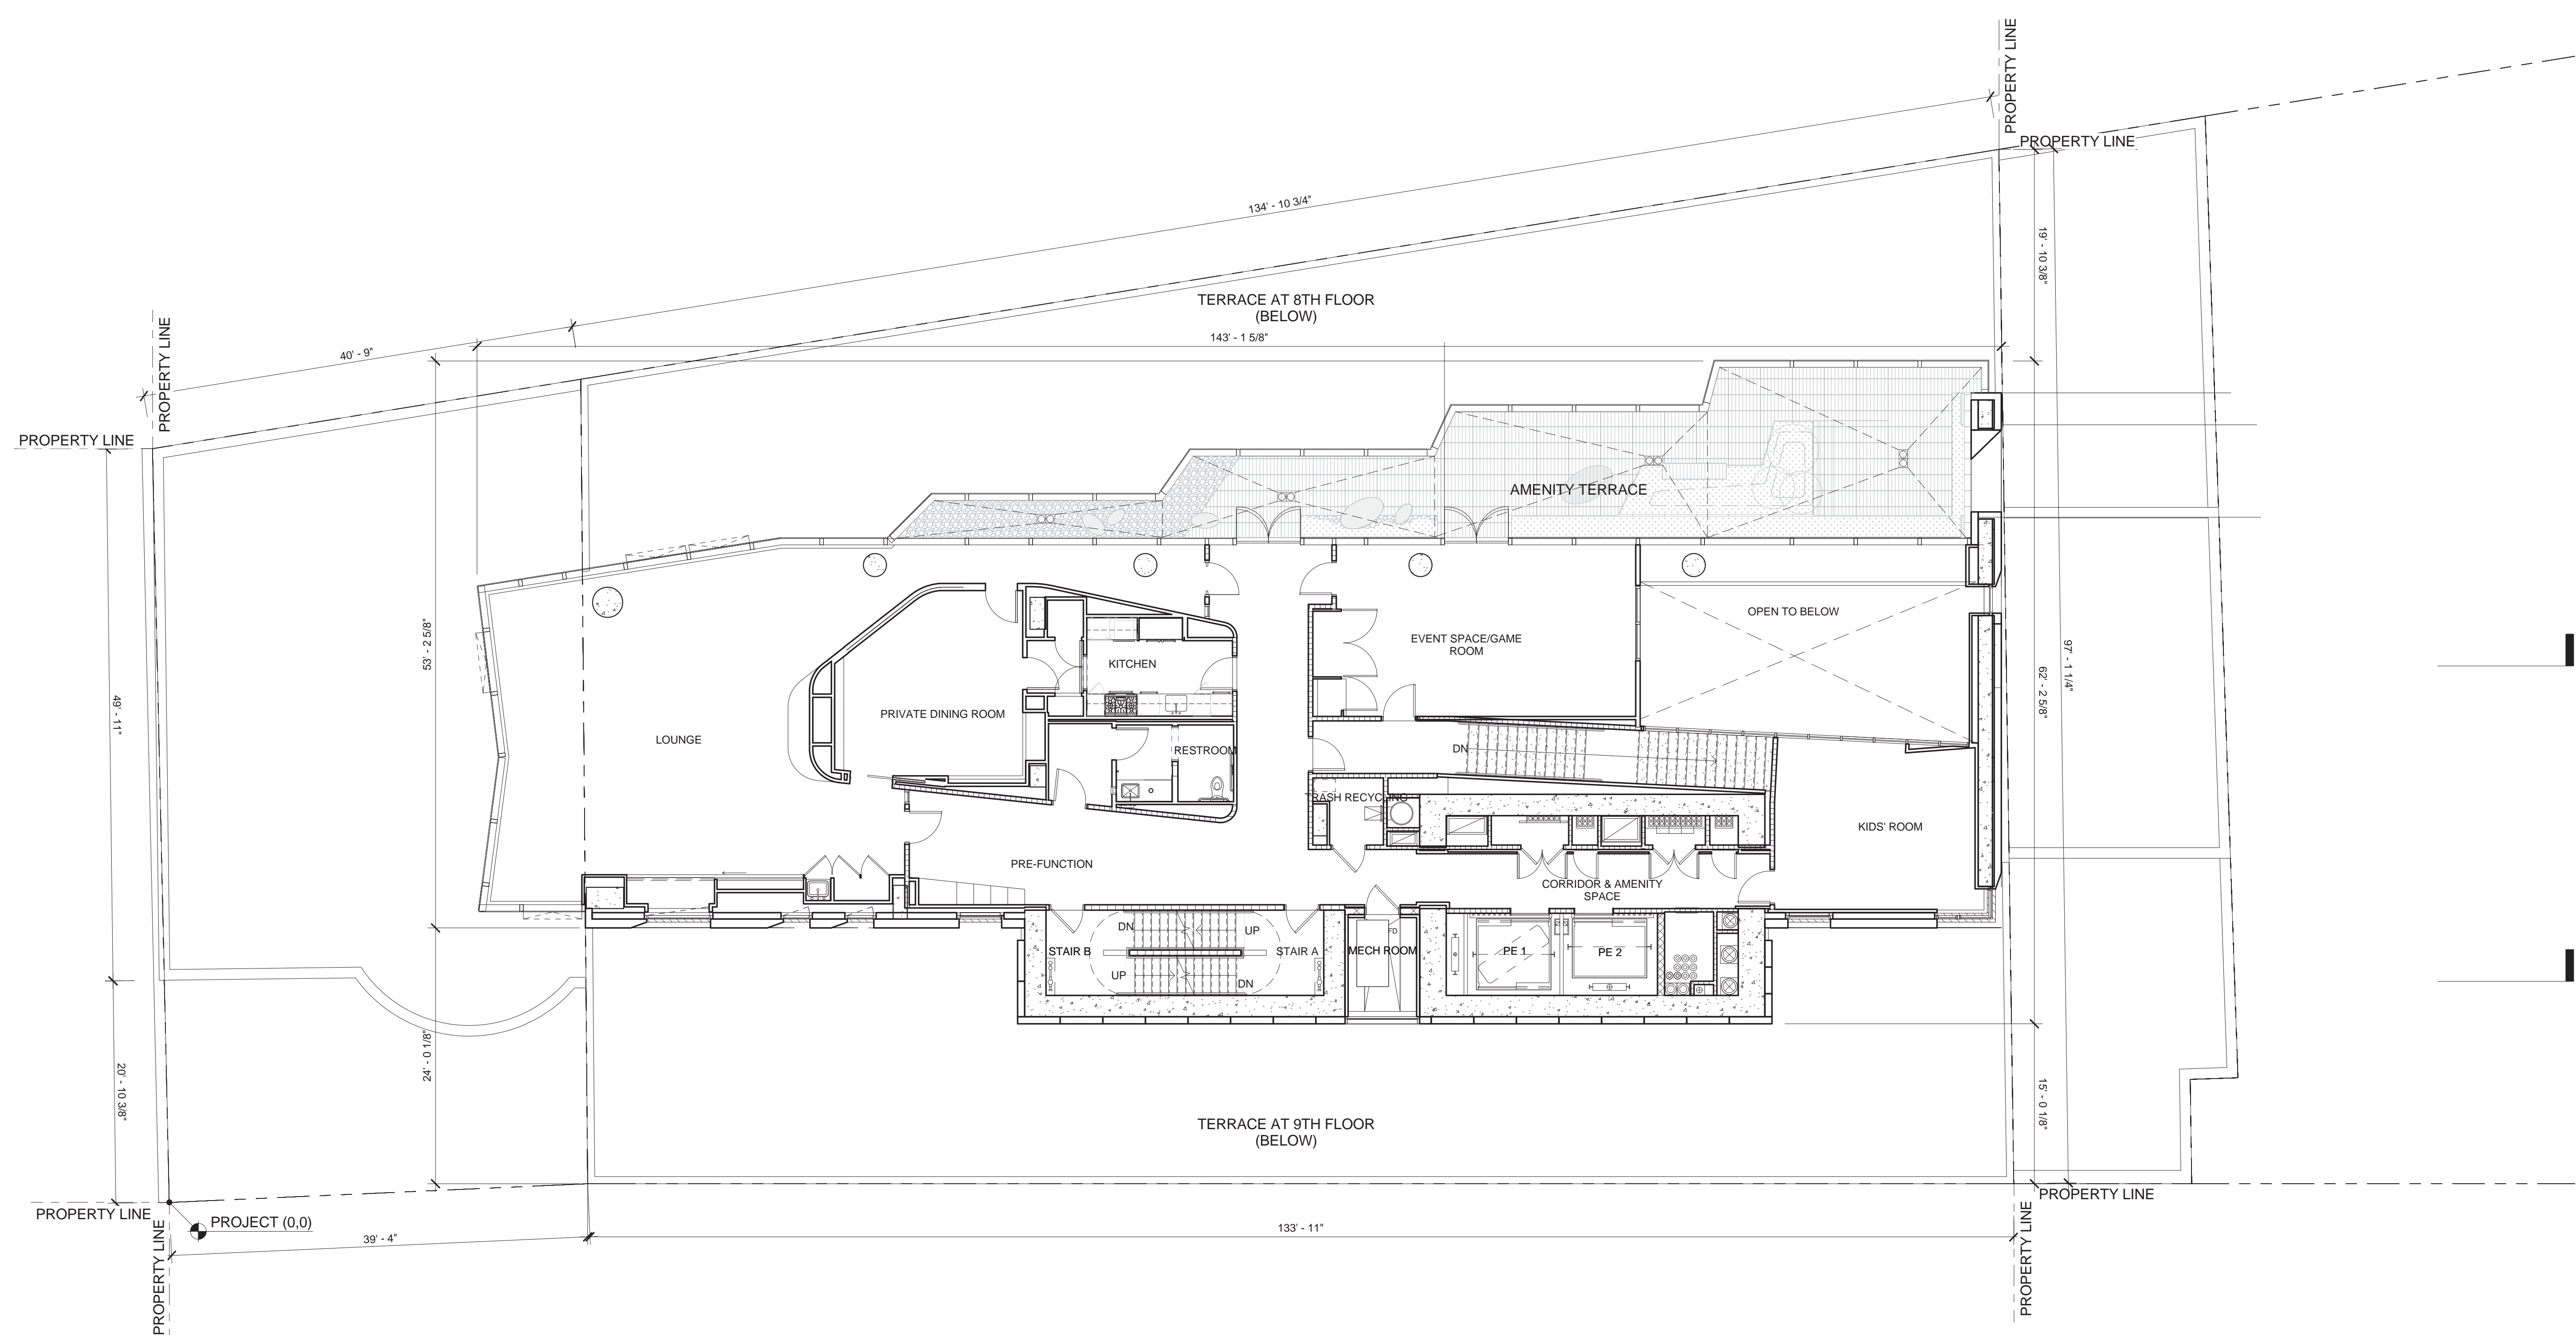 PROPERTY LINE
PROPERTY LINE
134' - 10 3/4"
19' - 10 3/8"
TERRACE AT 8TH FLOOR
(BELOW)
143' - 1 5/8"
40' - 9"
PROPERTY LINE
PROPERTY LINE
AMENITY TERRACE
OPEN TO BELOW
EVENT SPACE/GAME
ROOM
53' - 2 5/8"
KITCHEN
97' - 1 1/4"
62' - 2 5/8"
49' - 11"
PRIVATE DINING ROOM
LOUNGE
RESTROOM
DN
TRASH RECYCLING
KIDS' ROOM
PRE-FUNCTION
CORRIDOR & AMENITY
SPACE
DN
UP
FD
STAIR B
STAIR A
MECH ROOM
PE 1
PE 2
UP
DN
24' - 0 1/8"
20' - 10 3/8"
15' - 0 1/8"
TERRACE AT 9TH FLOOR
(BELOW)
PROPERTY LINE
PROPERTY LINE
PROJECT (0,0)
133' - 11"
39' - 4"
PROPERTY LINE
PROPERTY LINE